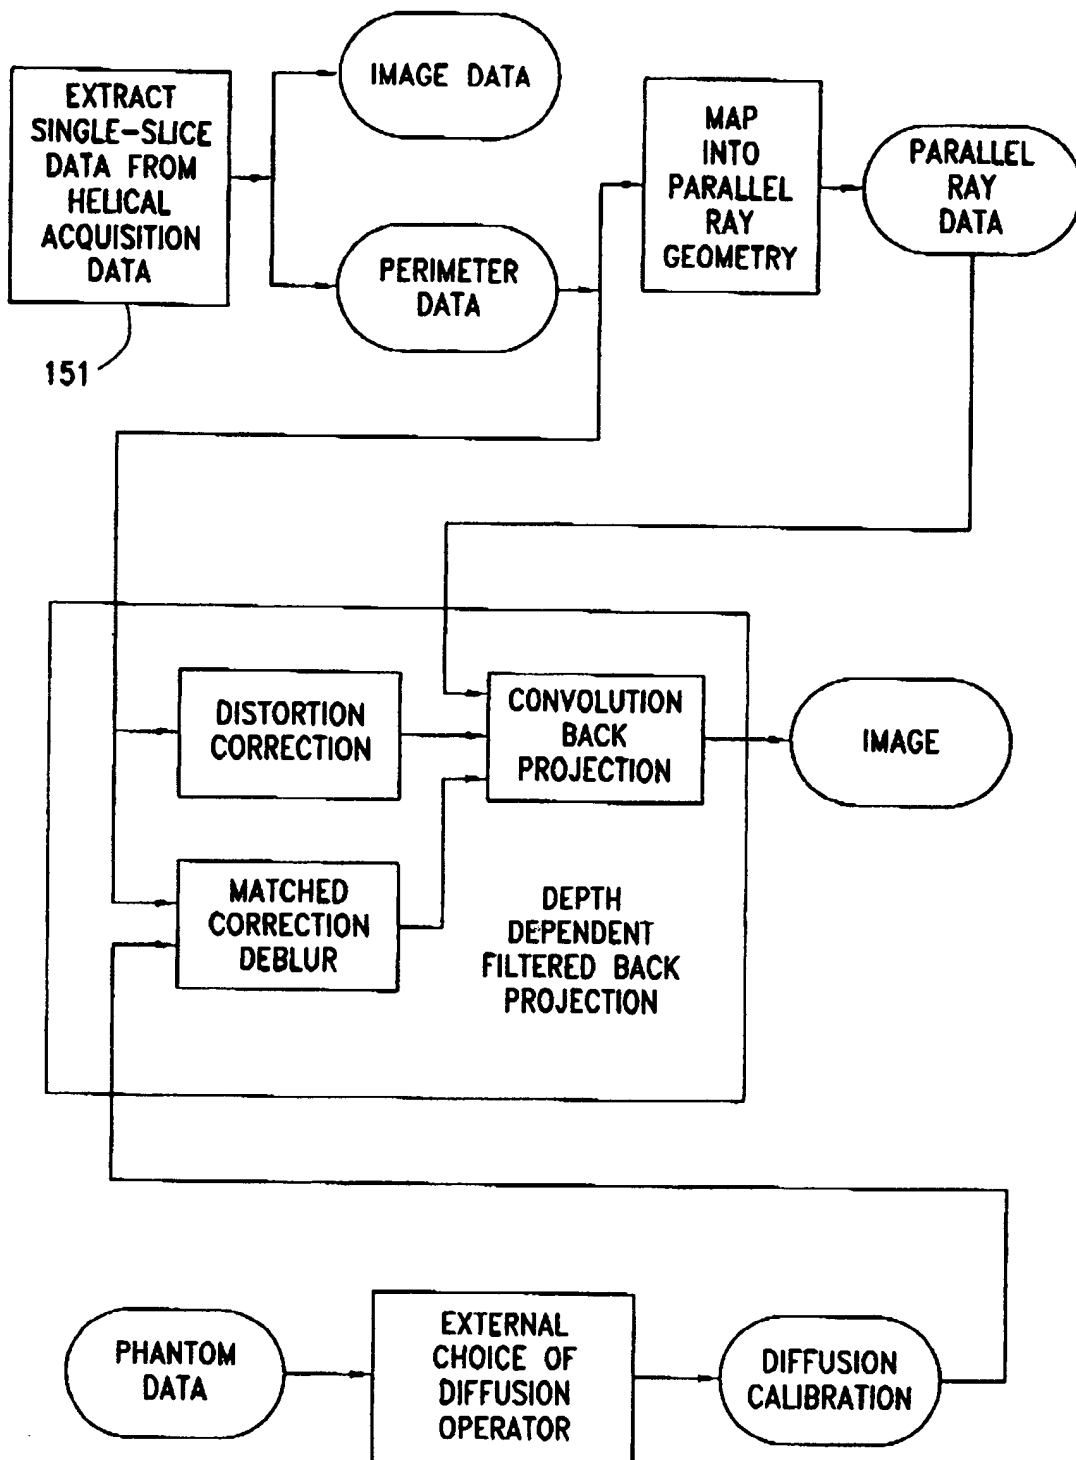 EXTRACT
SINGLE-SLICE
DATA FROM
HELICAL
ACQUISITION
DATA
151
IMAGE DATA
PERIMETER
DATA
MAP
INTO
PARALLEL
RAY
GEOMETRY
PARALLEL
RAY
DATA
DISTORTION
CORRECTION
CONVOLUTION
BACK
PROJECTION
IMAGE
MATCHED
CORRECTION
DEBLUR
DEPTH
DEPENDENT
FILTERED BACK
PROJECTION
PHANTOM
DATA
EXTERNAL
CHOICE OF
DIFFUSION
OPERATOR
DIFFUSION
CALIBRATION